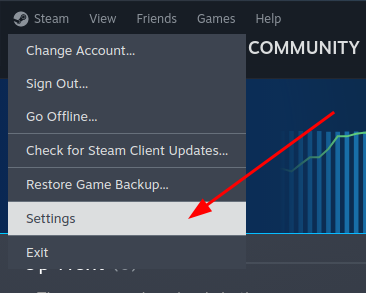 Steam View Friends Games Help
Change Account...
COMMUNITY
Sign Out...
Go Offline...
Check for Steam Client Updates...
Restore Game Backup...
Settings
Exit